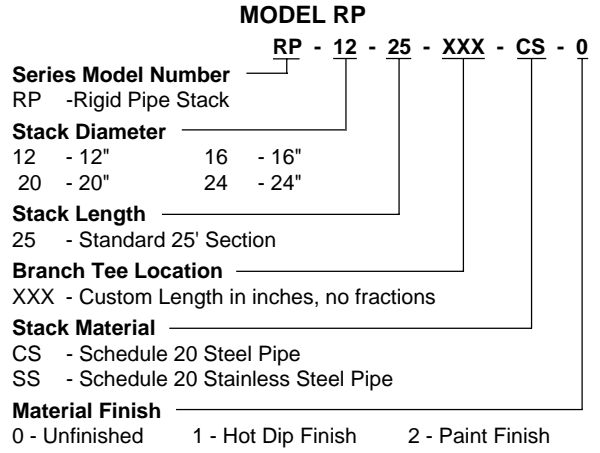 MODEL RP
RP - 12 - 25 - XXX - CS - 0
Series Model Number
RP -Rigid Pipe Stack
Stack Diameter
12 - 12" 16 - 16"
20 - 20" 24 - 24"
Stack Length
25 - Standard 25' Section
Branch Tee Location
XXX - Custom Length in inches, no fractions
Stack Material
CS - Schedule 20 Steel Pipe
SS - Schedule 20 Stainless Steel Pipe
Material Finish
0 - Unfinished 1 - Hot Dip Finish 2 - Paint Finish